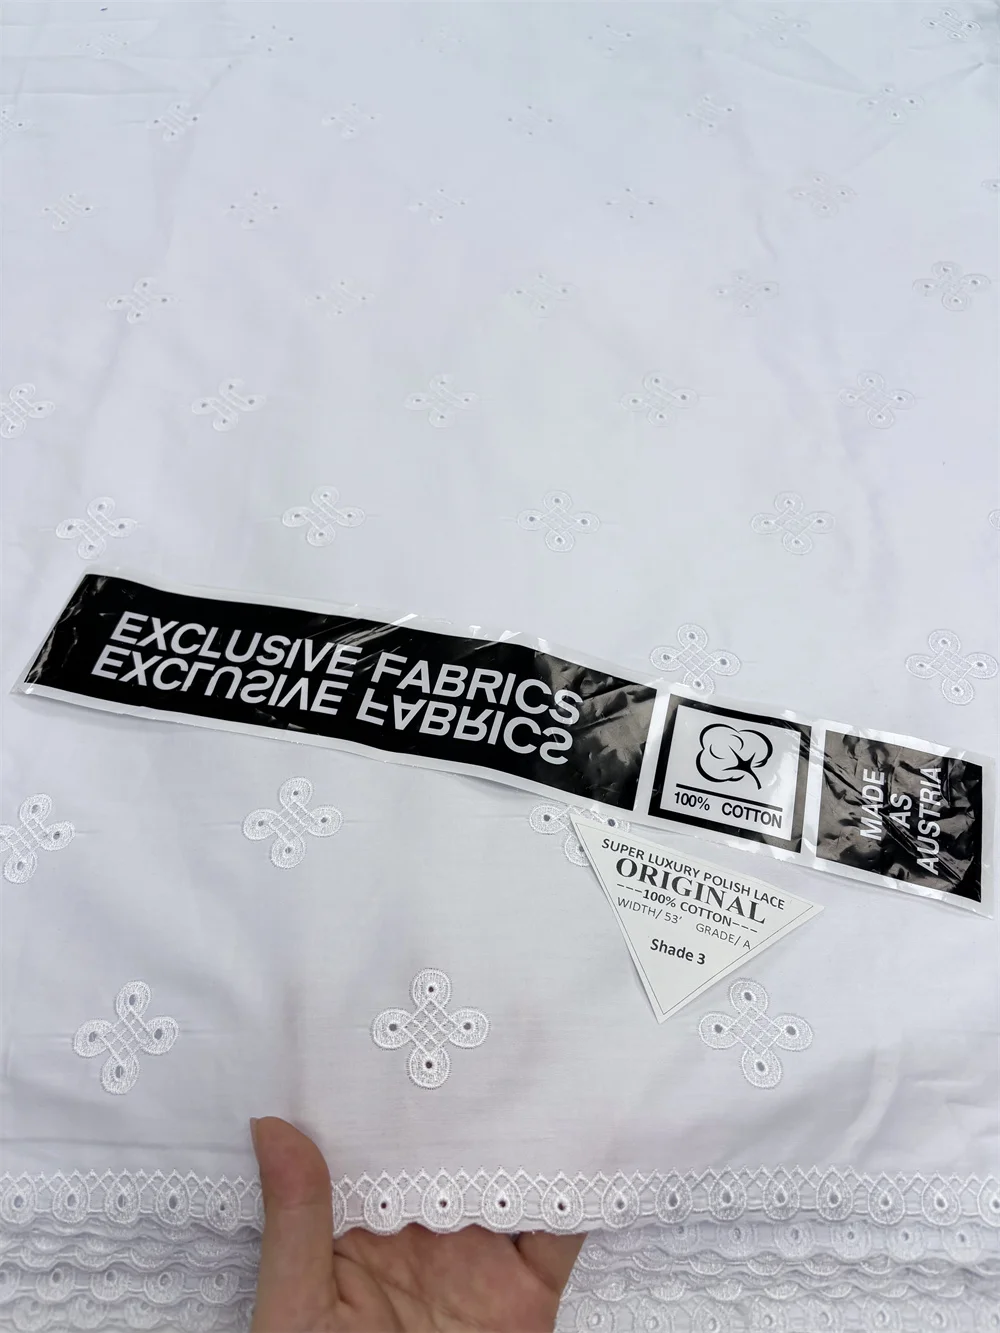 EXCLUSIVE FABRICS
EXCLUSIVE FABRICS
100% COTTON
MADE
AS
AUSTRIA
SUPER LUXURY POLISH LACE
ORIGINAL
---100% COTTON---
WIDTH/ 53' GRADE/ A
Shade 3